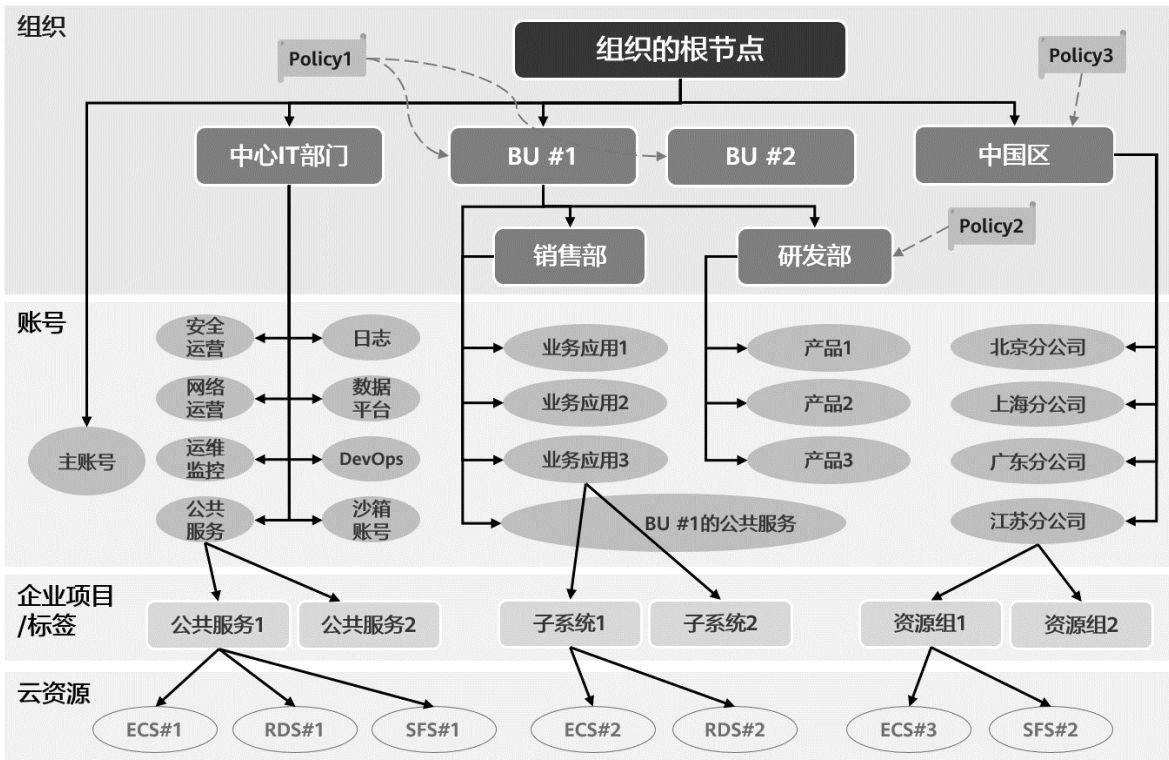 组织
组织的根节点
Policy1
Policy3
中心IT部门
BU #1
BU #2
中国区
Policy2
销售部
研发部
账号
安全
运营
日志
业务应用1
产品1
北京分公司
网络
运营
数据
平台
业务应用2
产品2
上海分公司
主账号
运维
监控
DevOps
业务应用3
产品3
广东分公司
公共
服务
沙箱
账号
BU #1的公共服务
江苏分公司
企业项目
/标签
公共服务1
公共服务2
子系统1
子系统2
资源组1
资源组2
云资源
ECS#1
RDS#1
SFS#1
ECS#2
RDS#2
ECS#3
SFS#2